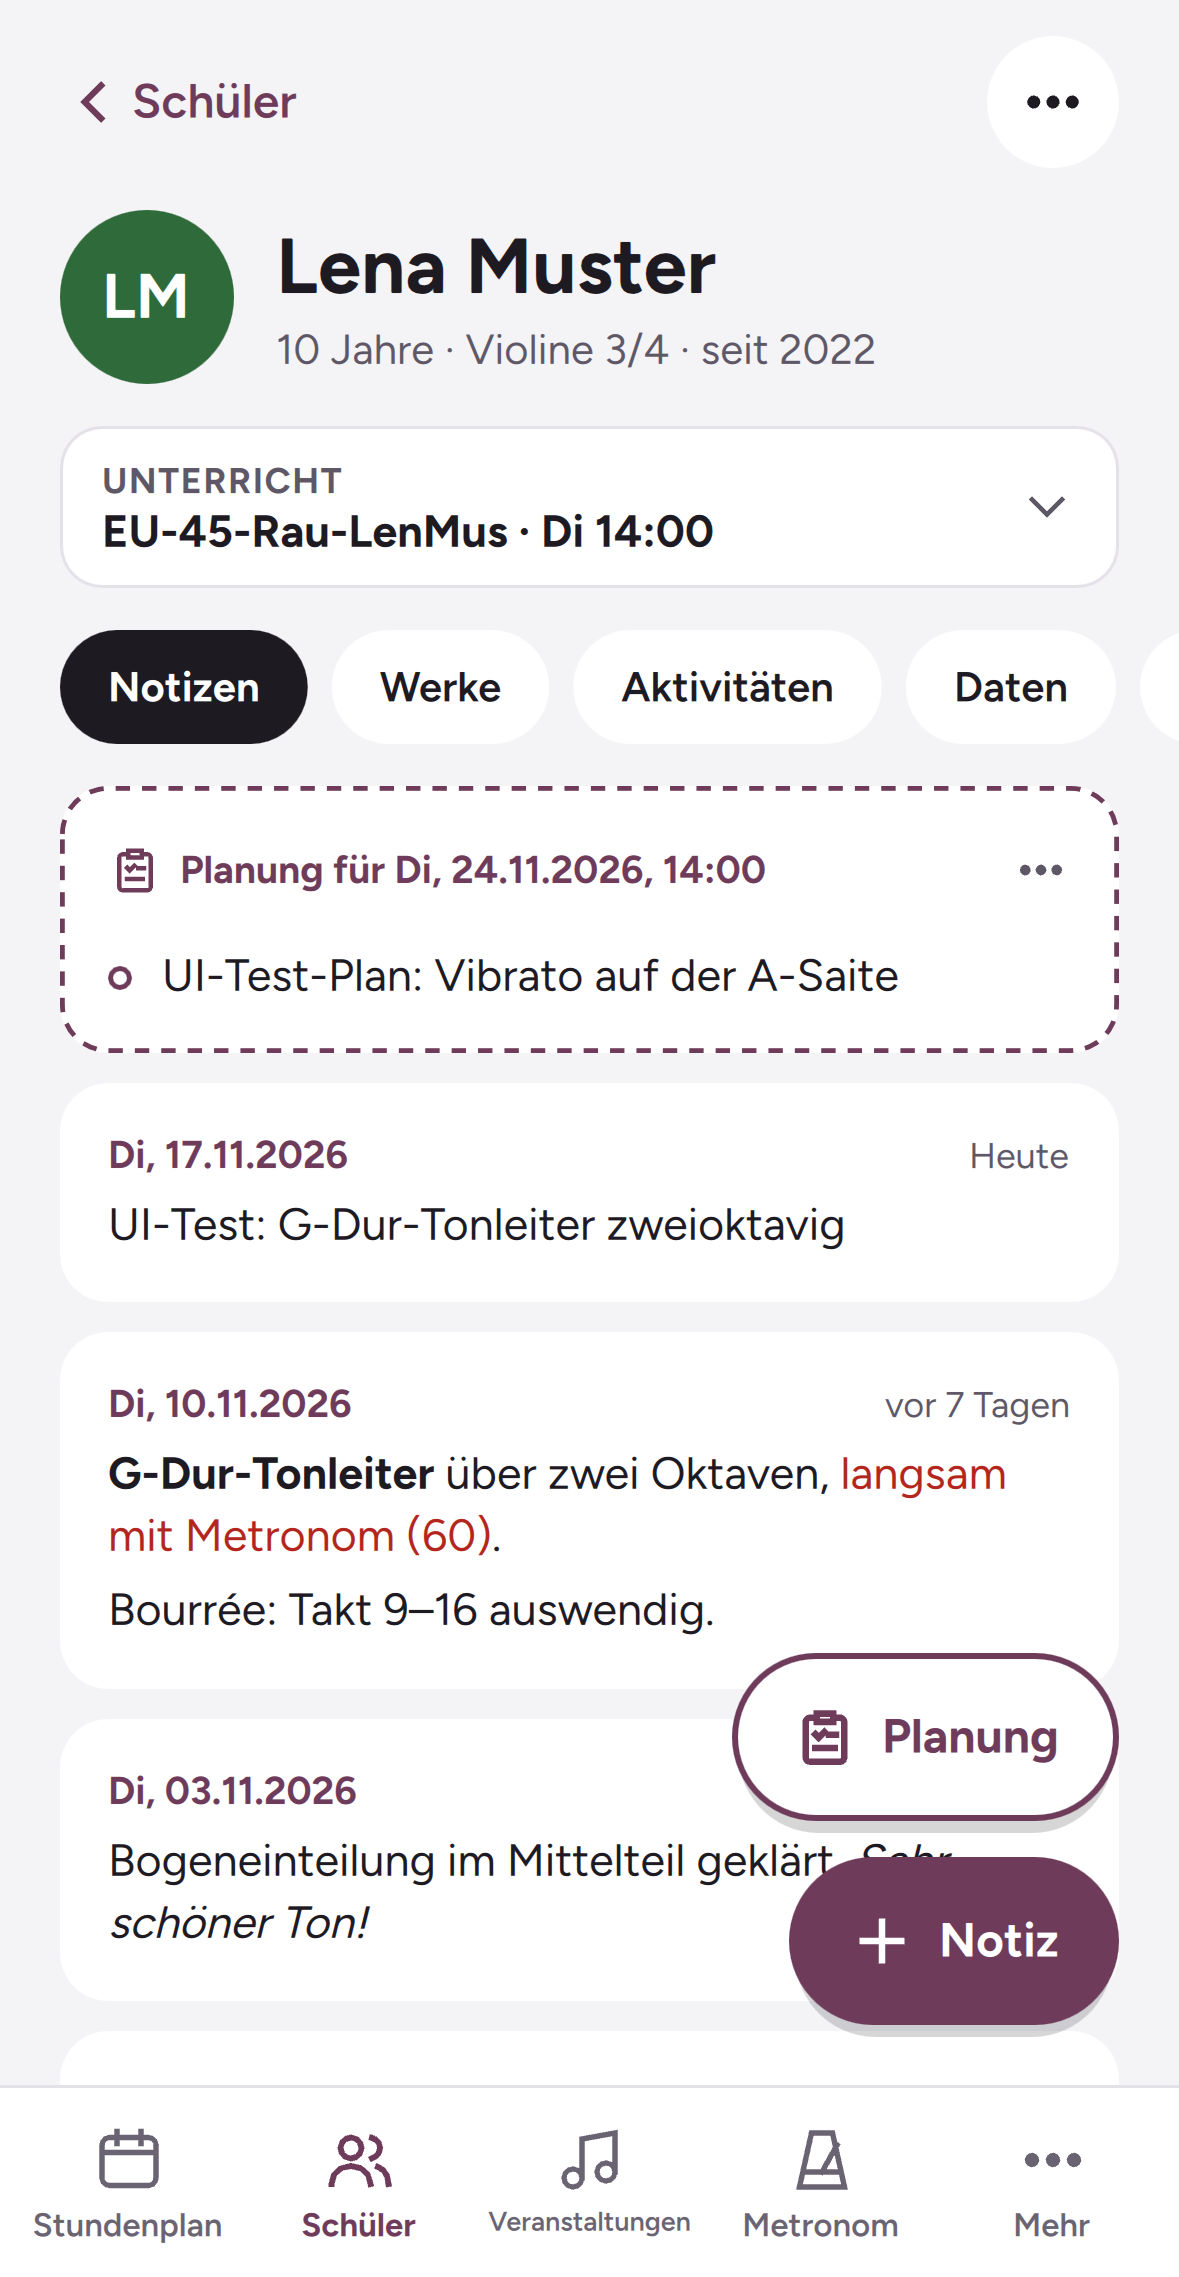 Schüler
LM
Lena Muster
10 Jahre · Violine 3/4 · seit 2022
UNTERRICHT
EU-45-Rau-LenMus · Di 14:00
Notizen
Werke
Aktivitäten
Daten
Planung für Di, 24.11.2026, 14:00
UI-Test-Plan: Vibrato auf der A-Saite
Di, 17.11.2026
Heute
UI-Test: G-Dur-Tonleiter zweioktavig
Di, 10.11.2026
vor 7 Tagen
G-Dur-Tonleiter über zwei Oktaven, langsam
mit Metronom (60).
Bourrée: Takt 9–16 auswendig.
Planung
Di, 03.11.2026
Bogeneinteilung im Mittelteil geklärt
schöner Ton!
Notiz
Stundenplan
Schüler
Veranstaltungen
Metronom
Mehr